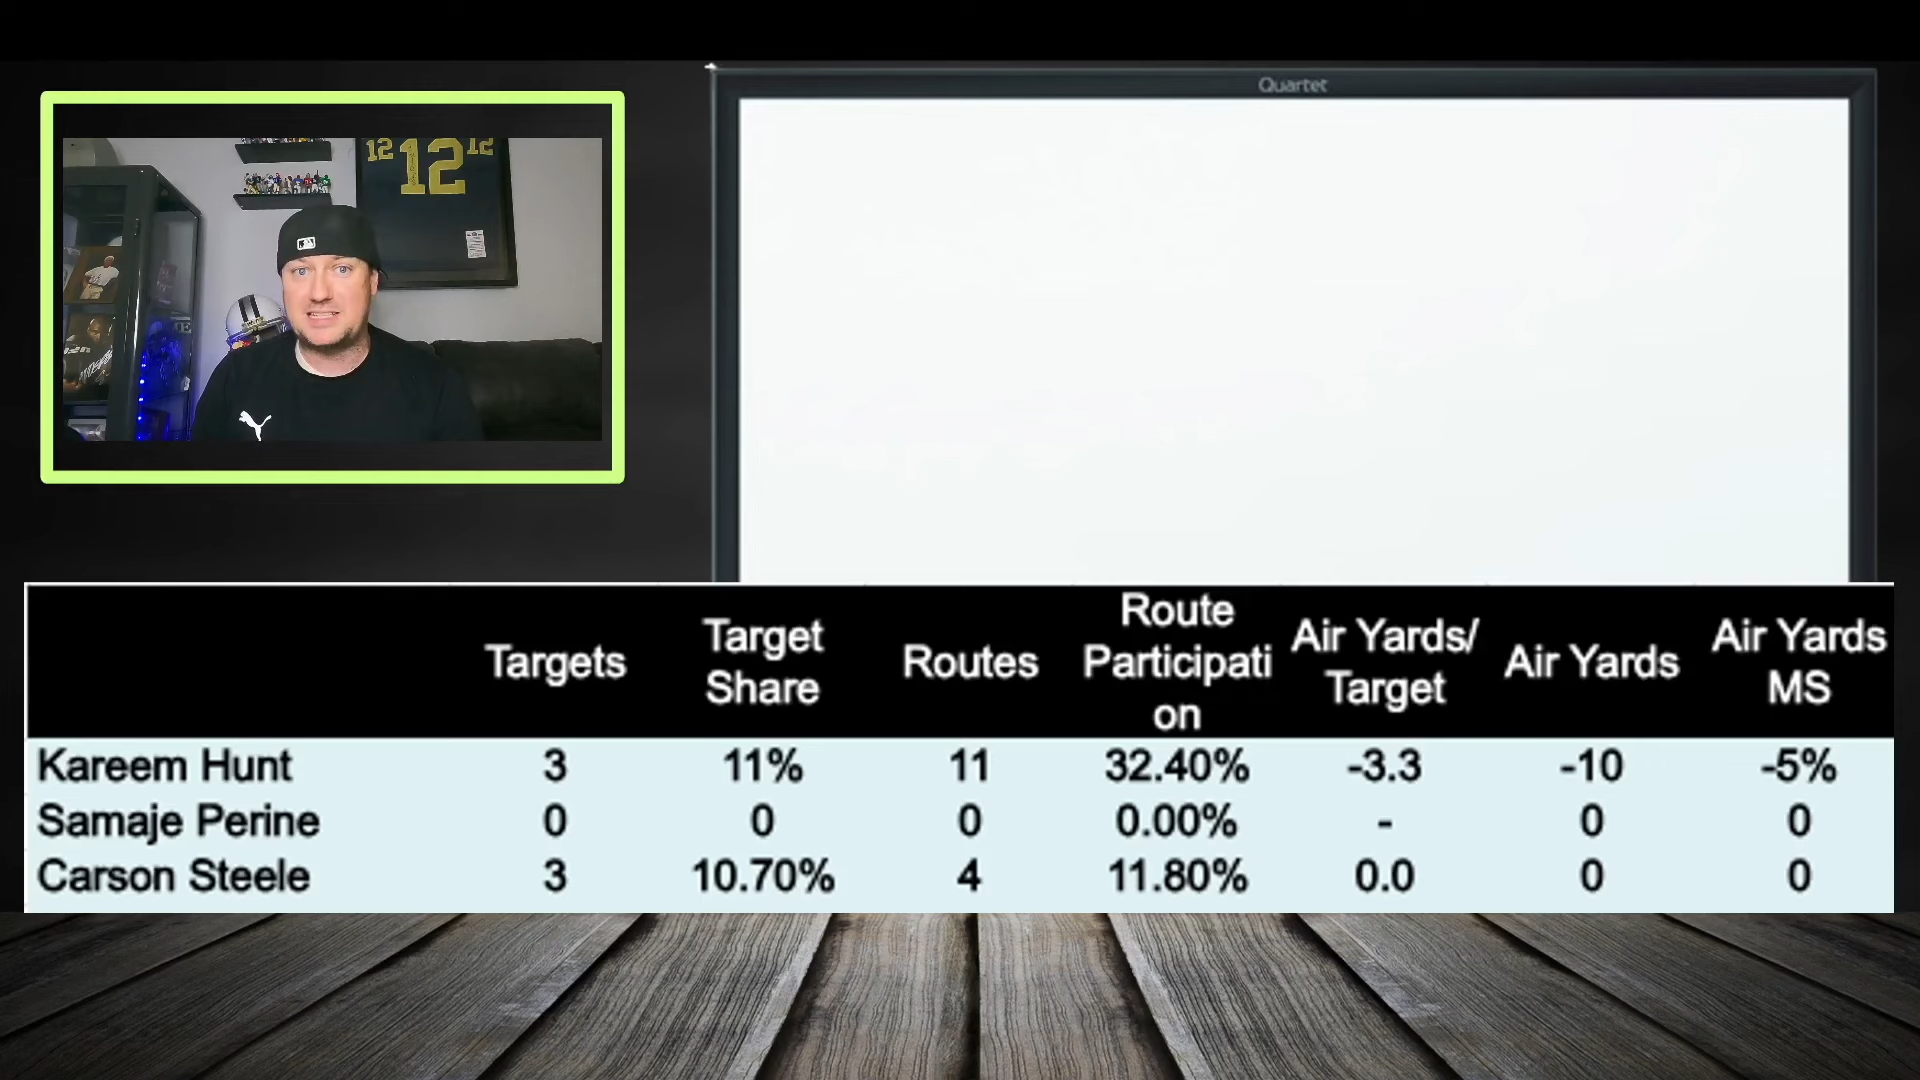 12 12 12
Quartet
Targets Target Share Routes Route Participati on Air Yards/ Target Air Yards Air Yards MS
Kareem Hunt 3 11% 11 32.40% -3.3 -10 -5%
Samaje Perine 0 0 0 0.00% - 0 0
Carson Steele 3 10.70% 4 11.80% 0.0 0 0